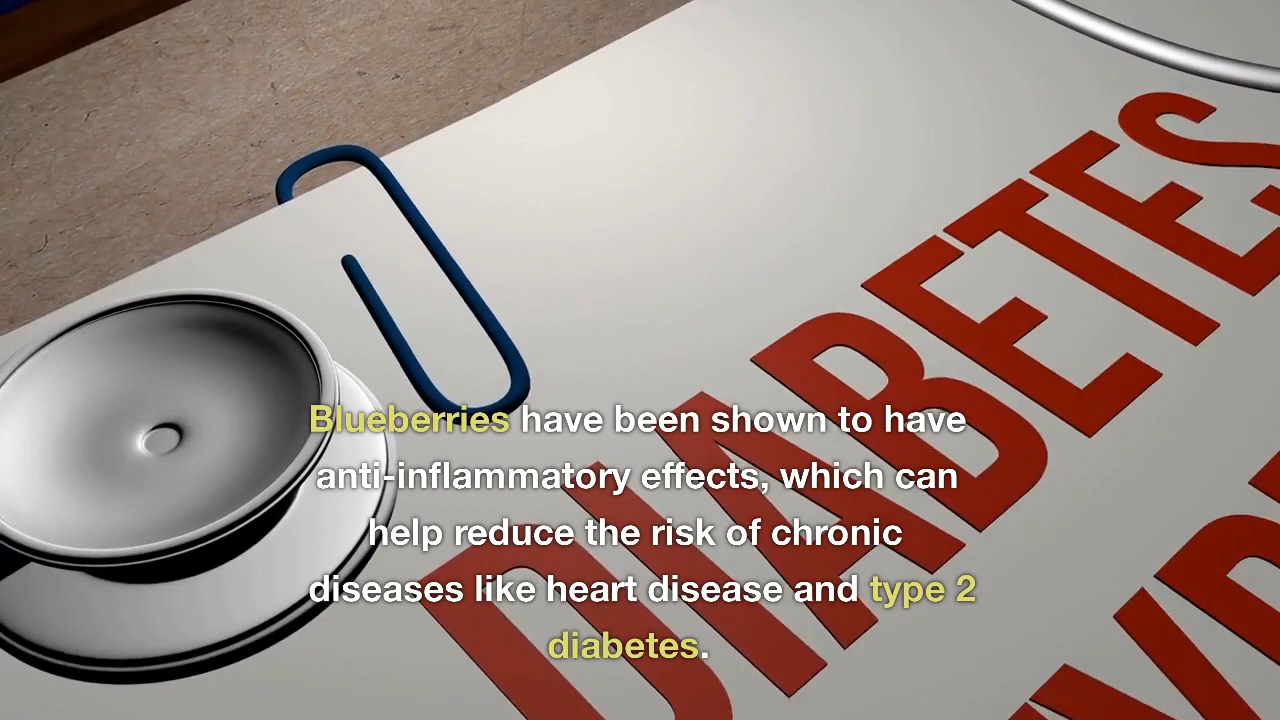 DIABETES
Blueberries have been shown to have
anti-inflammatory effects, which can
help reduce the risk of chronic
diseases like heart disease and type 2
diabetes.